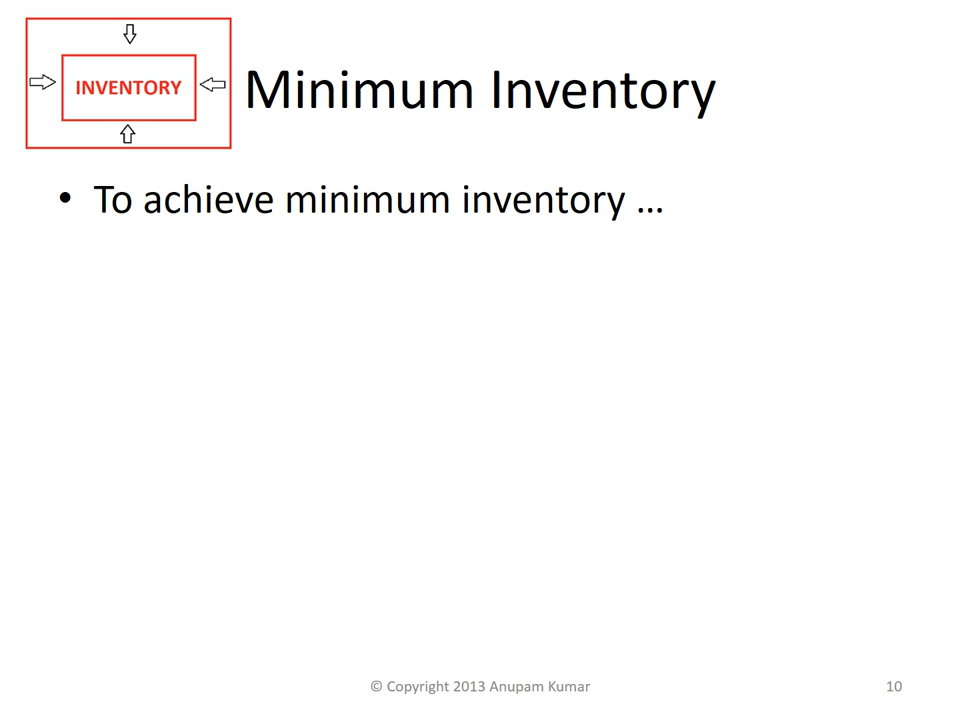 INVENTORY
Minimum Inventory
• To achieve minimum inventory …
© Copyright 2013 Anupam Kumar
10